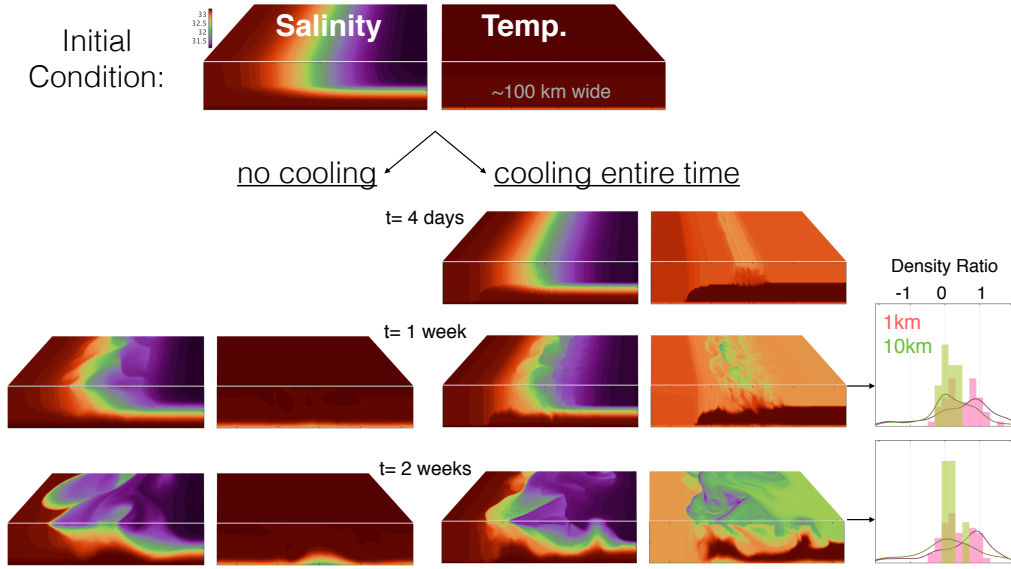 Initial
Condition:
33
32.5
32
31.5
Salinity
Temp.
~100 km wide
no cooling
cooling entire time
t= 4 days
Density Ratio
-1 0 1
t= 1 week
1km
10km
t= 2 weeks